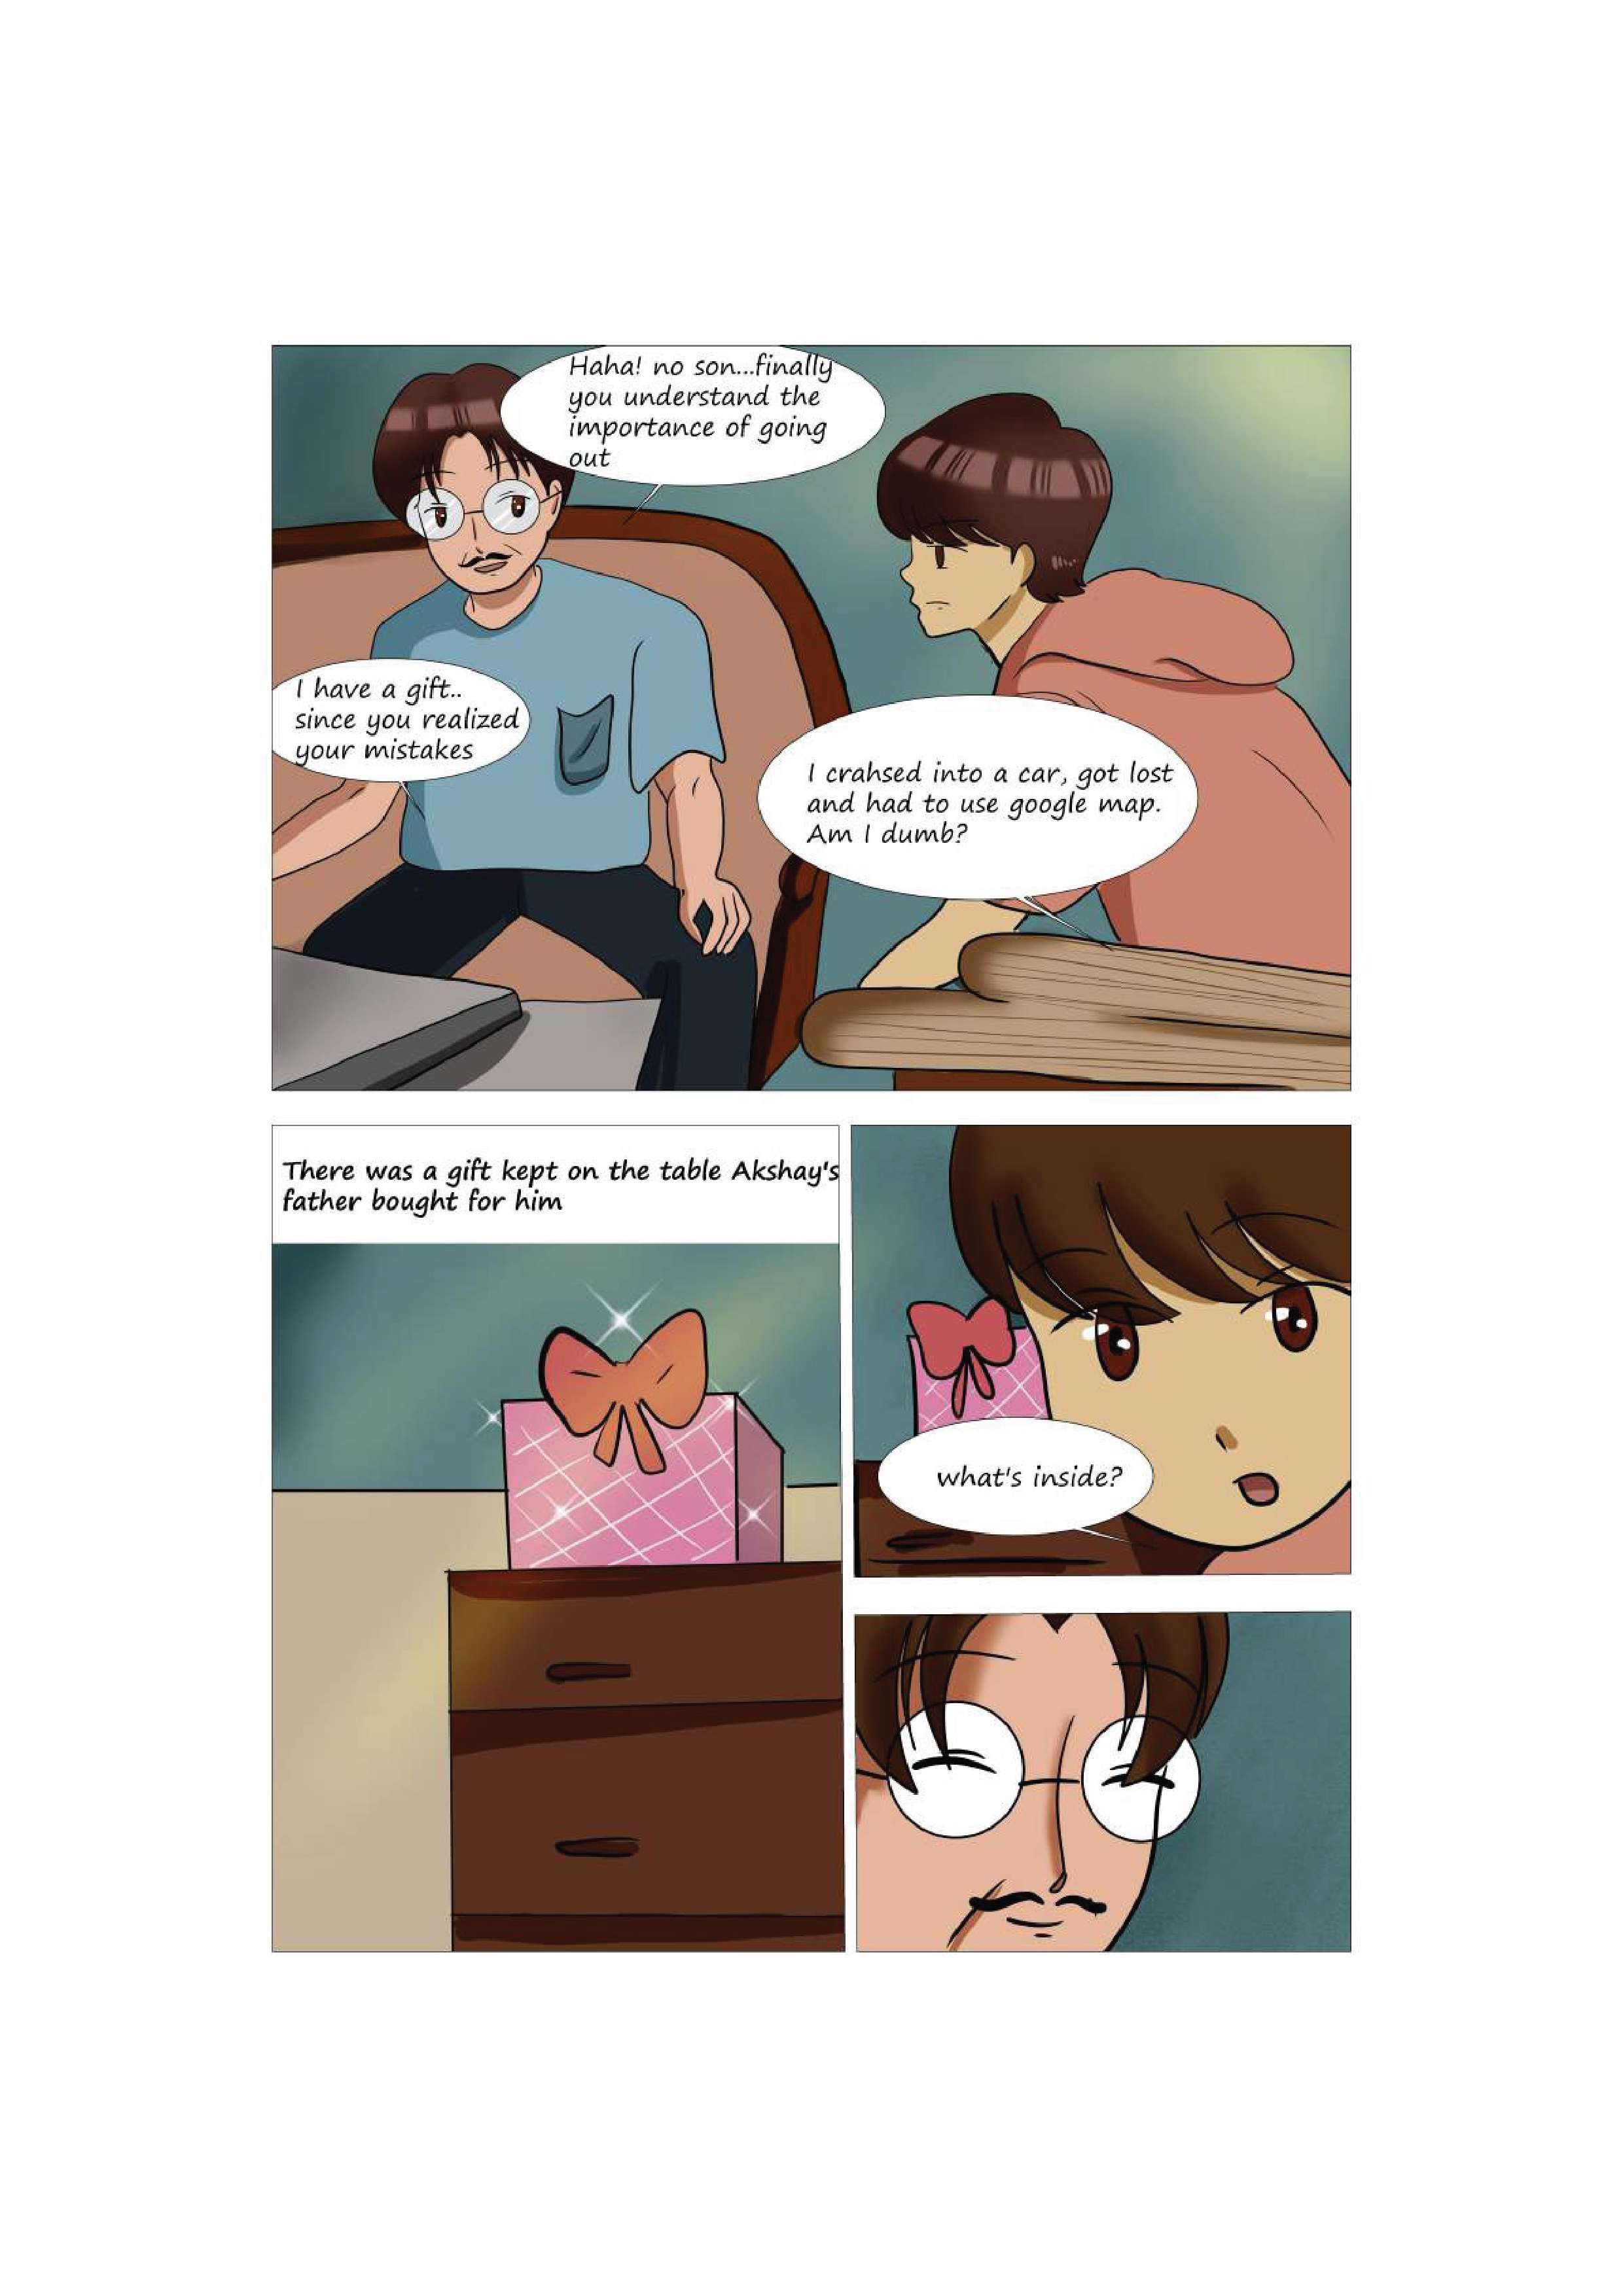 Haha! no son...finally
you understand the
importance of going
out
I have a gift..
since you realized
your mistakes
I crahsed into a car, got lost
and had to use google map.
Am I dumb?
There was a gift kept on the table Akshay's
father bought for him
what's inside?